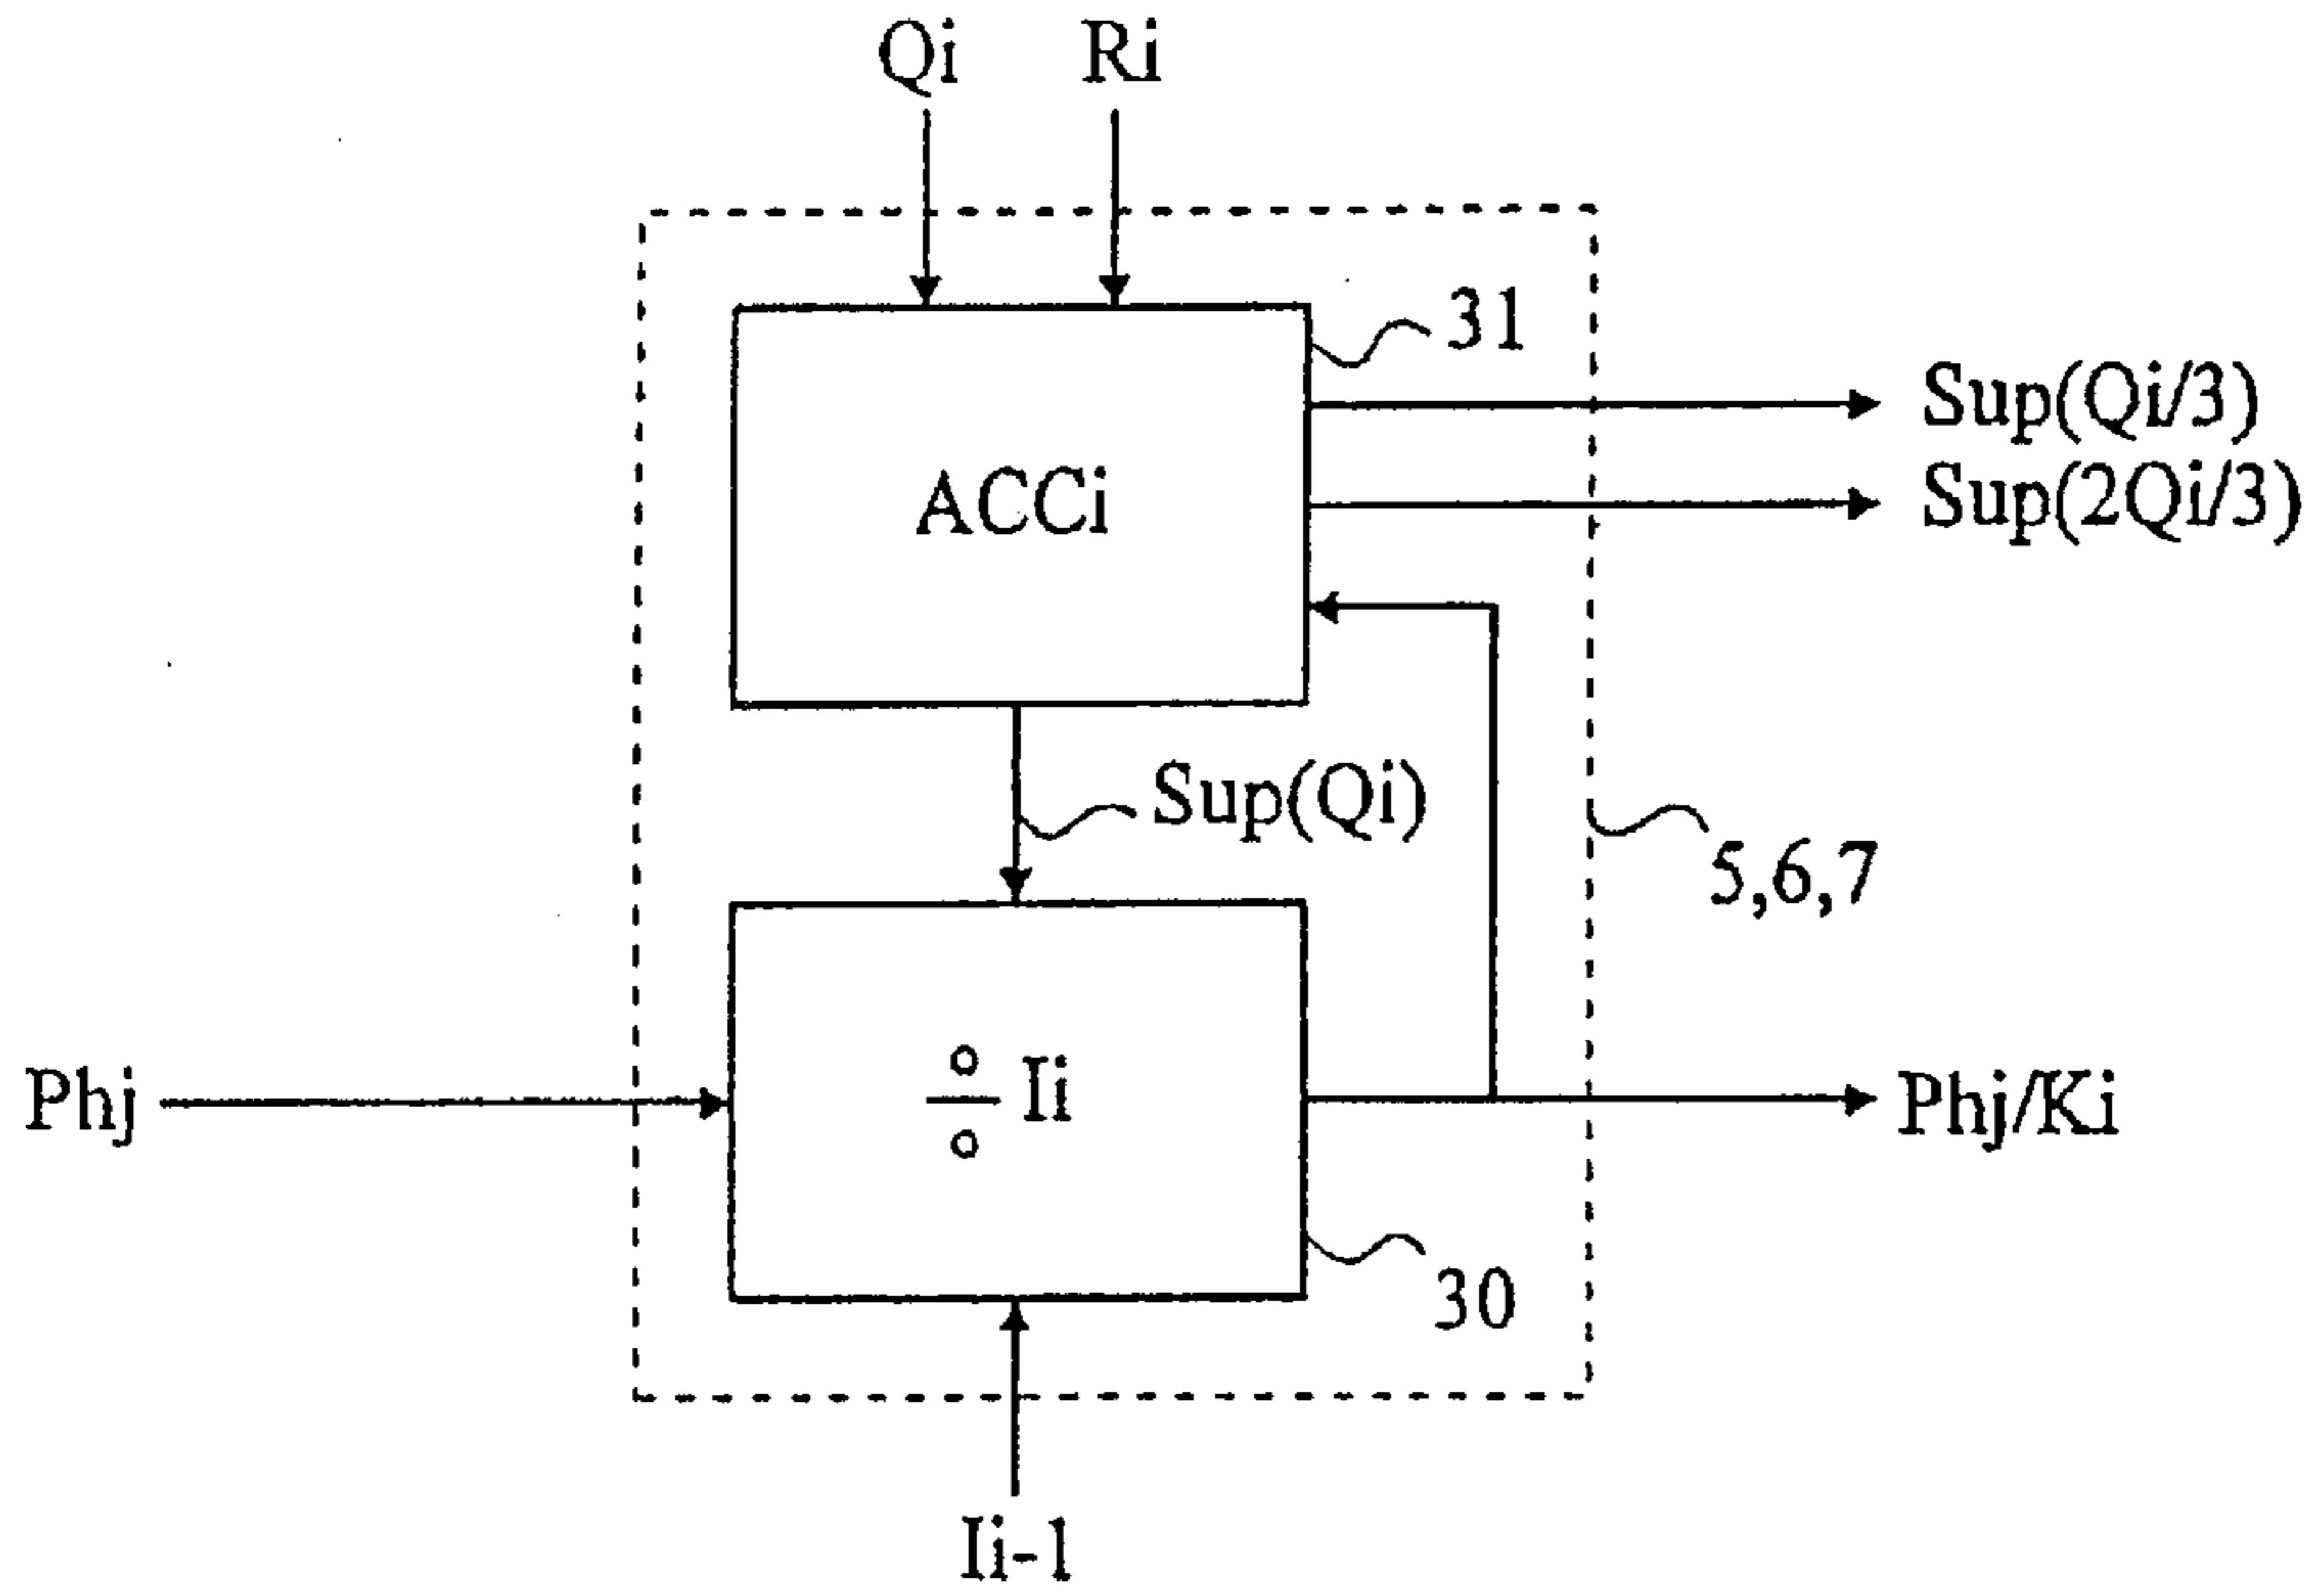 Qi Ri
31
Sup(Qi/3)
ACCi
Sup(2Qi/3)
Sup(Qi)
5,6,7
Phj
÷ Ii
Phj/Ki
30
Ii-1